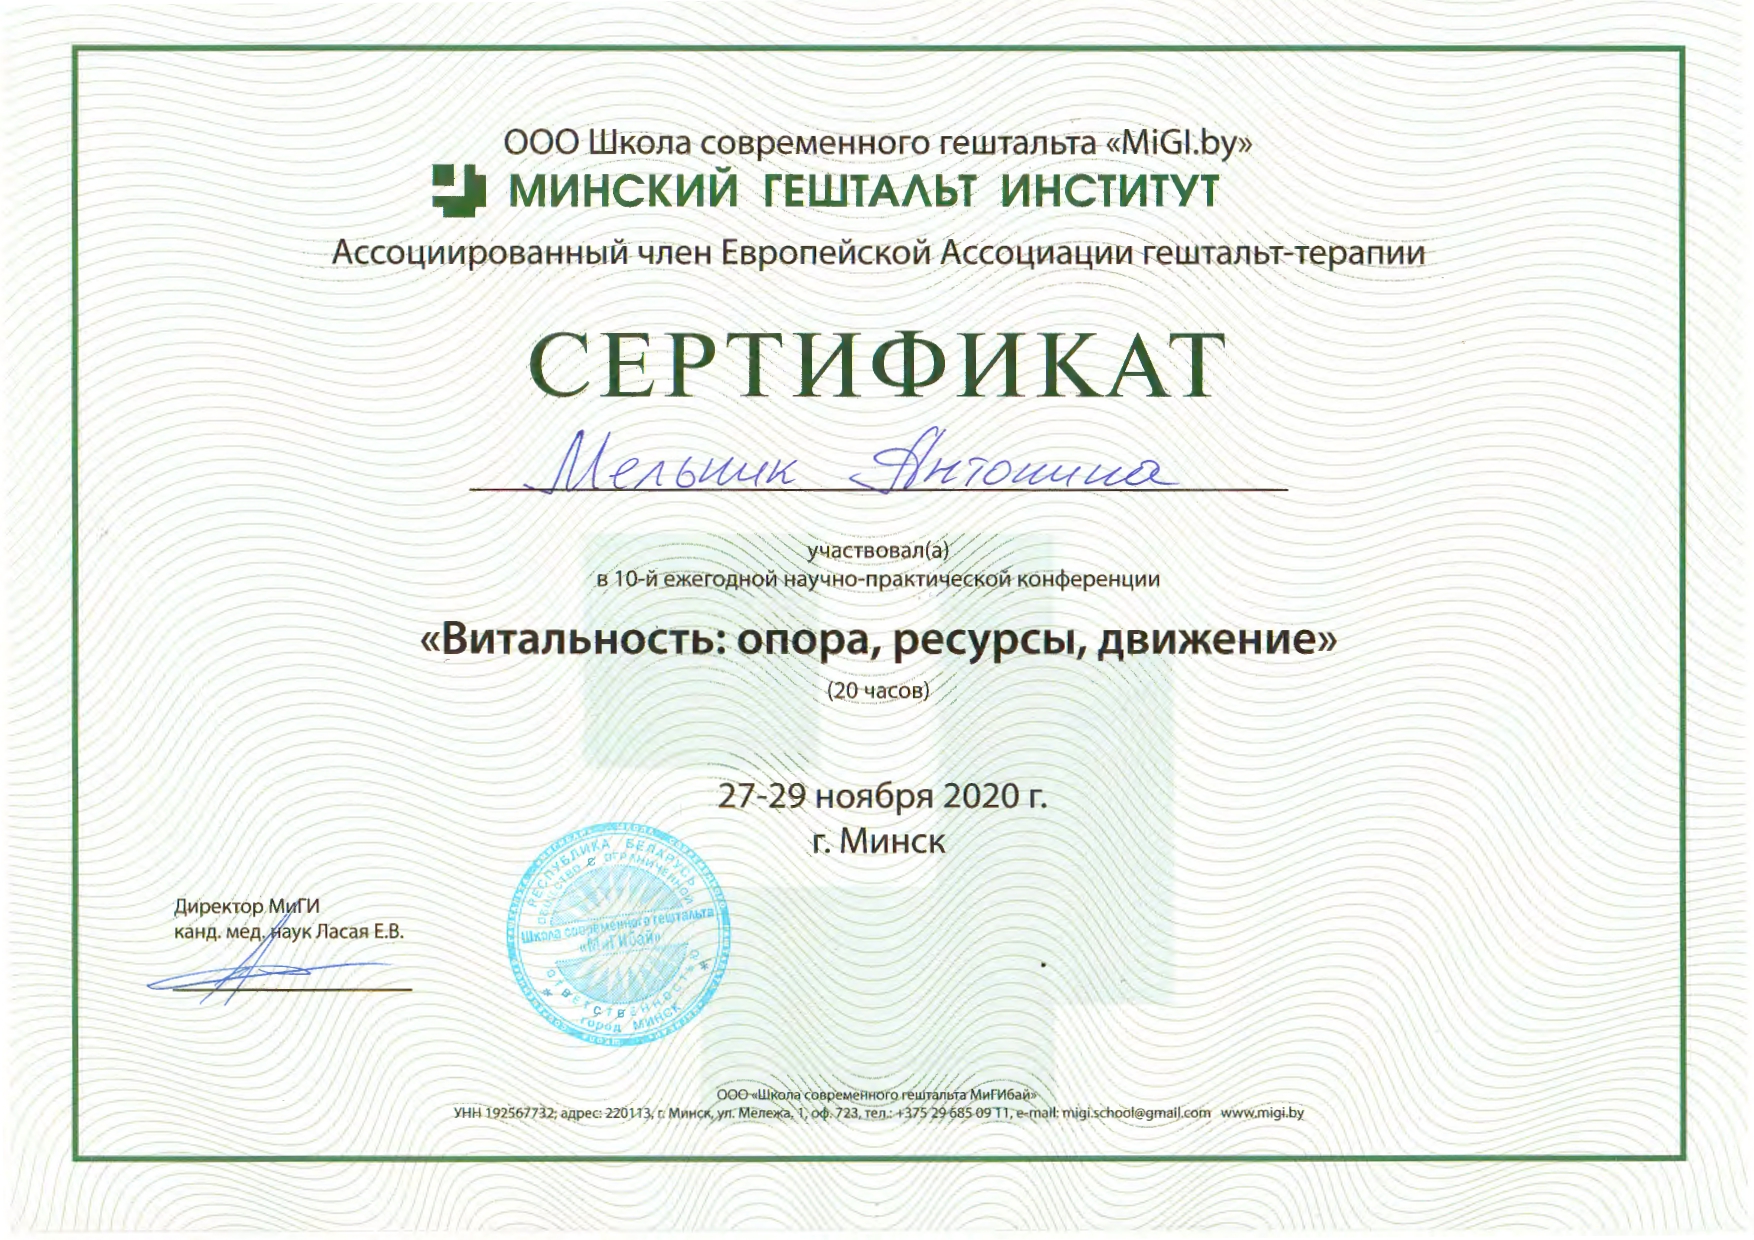 ООО Школа современного гештальта «MiGI.by»
МИНСКИЙ ГЕШТАЛЬТ ИНСТИТУТ
Ассоциированный член Европейской Ассоциации гештальт-терапии
СЕРТИФИКАТ
Мельник Антонина
участвовал(а)
в 10-й ежегодной научно-практической конференции
«Витальность: опора, ресурсы, движение»
(20 часов)
27-29 ноября 2020 г.
г. Минск
Директор МиГИ
канд. мед. наук Ласая Е.В.
РЕСПУБЛИКА БЕЛАРУСЬ
ОБЩЕСТВО С ОГРАНИЧЕННОЙ
Школа современного гештальта
«МиГИбай»
ОТВЕТСТВЕННОСТЬЮ
город МИНСК
ООО «Школа современного гештальта МиГИбай»
УНН 192567732; адрес: 220113, г. Минск, ул. Мележа, 1, оф. 723, тел.: +375 29 685 09 11, e-mail: migi.school@gmail.com www.migi.by